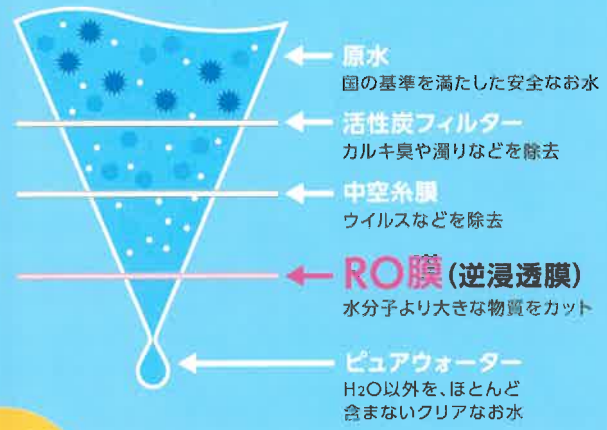 原水
国の基準を満たした安全なお水
活性炭フィルター
カルキ臭や濁りなどを除去
中空糸膜
ウイルスなどを除去
RO膜(逆浸透膜)
水分子より大きな物質をカット
ピュアウォーター
H2O以外を、ほとんど
含まないクリアなお水